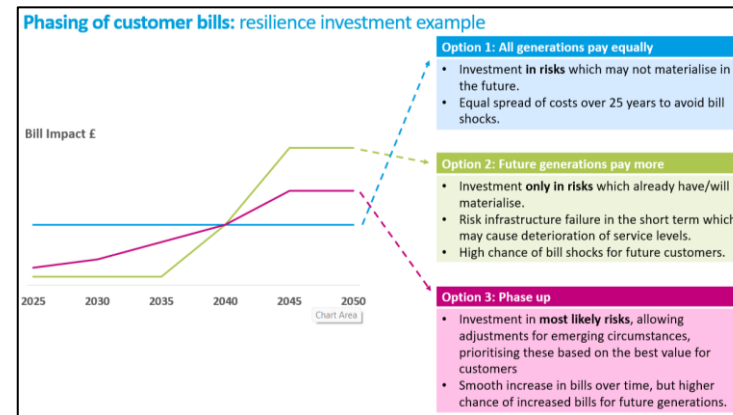 Phasing of customer bills: resilience investment example
Bill Impact £
2025 2030 2035 2040 2045 2050
Chart Area
Option 1: All generations pay equally
• Investment in risks which may not materialise in
the future.
• Equal spread of costs over 25 years to avoid bill
shocks.
Option 2: Future generations pay more
• Investment only in risks which already have/will
materialise.
• Risk infrastructure failure in the short term which
may cause deterioration of service levels.
• High chance of bill shocks for future customers.
Option 3: Phase up
• Investment in most likely risks, allowing
adjustments for emerging circumstances,
prioritising these based on the best value for
customers
• Smooth increase in bills over time, but higher
chance of increased bills for future generations.